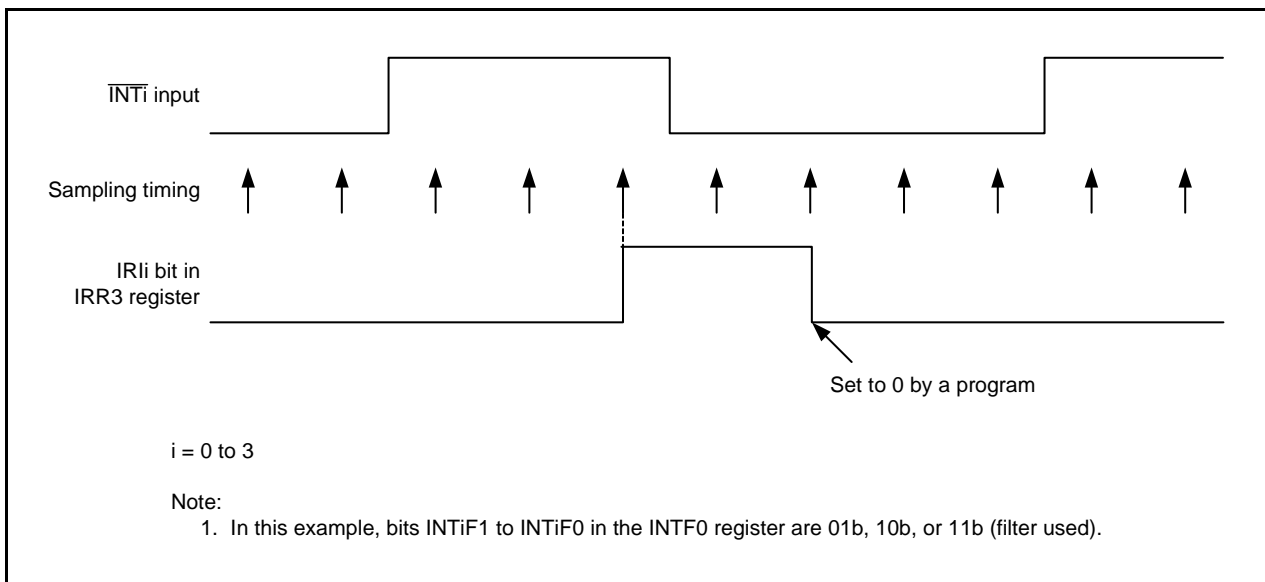 INTi input
Sampling timing
IRIi bit in
IRR3 register
Set to 0 by a program
i = 0 to 3
Note:
1. In this example, bits INTiF1 to INTiF0 in the INTF0 register are 01b, 10b, or 11b (filter used).